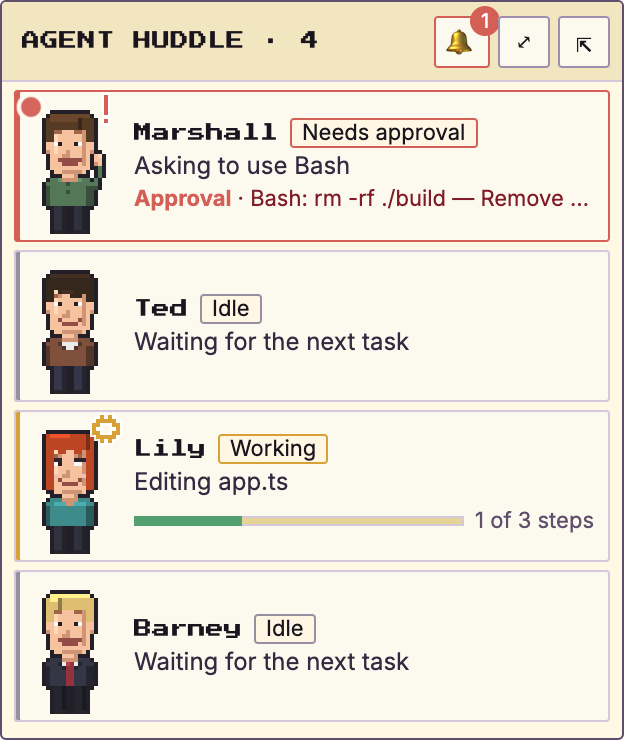 AGENT HUDDLE · 4
1
Marshall Needs approval
Asking to use Bash
Approval · Bash: rm -rf ./build — Remove ...
Ted Idle
Waiting for the next task
Lily Working
Editing app.ts
1 of 3 steps
Barney Idle
Waiting for the next task